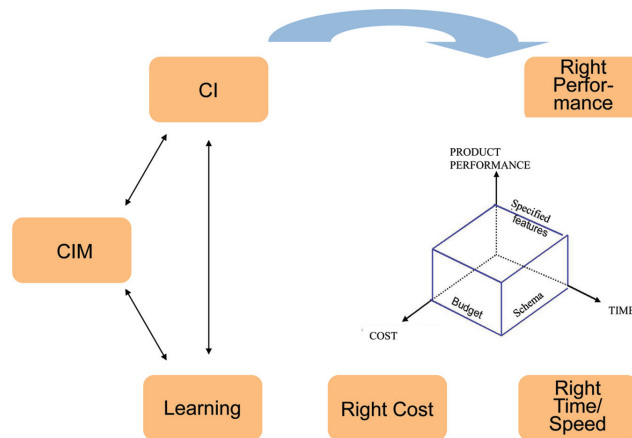 CI
Right
Perfor-
mance
PRODUCT
PERFORMANCE
Specified
features
CIM
Budget
Schema
COST
TIME
Learning
Right Cost
Right
Time/
Speed